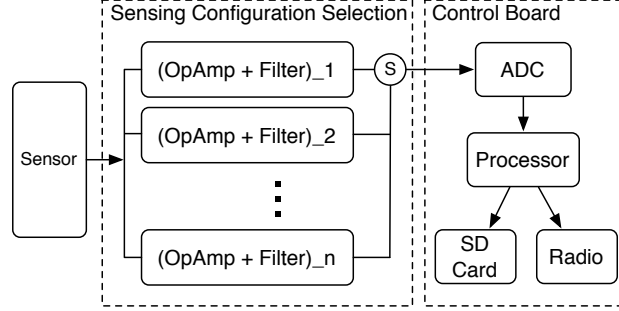 Sensing Configuration Selection
Control Board
Sensor
(OpAmp + Filter)_1
S
ADC
(OpAmp + Filter)_2
Processor
(OpAmp + Filter)_n
SD
Card
Radio